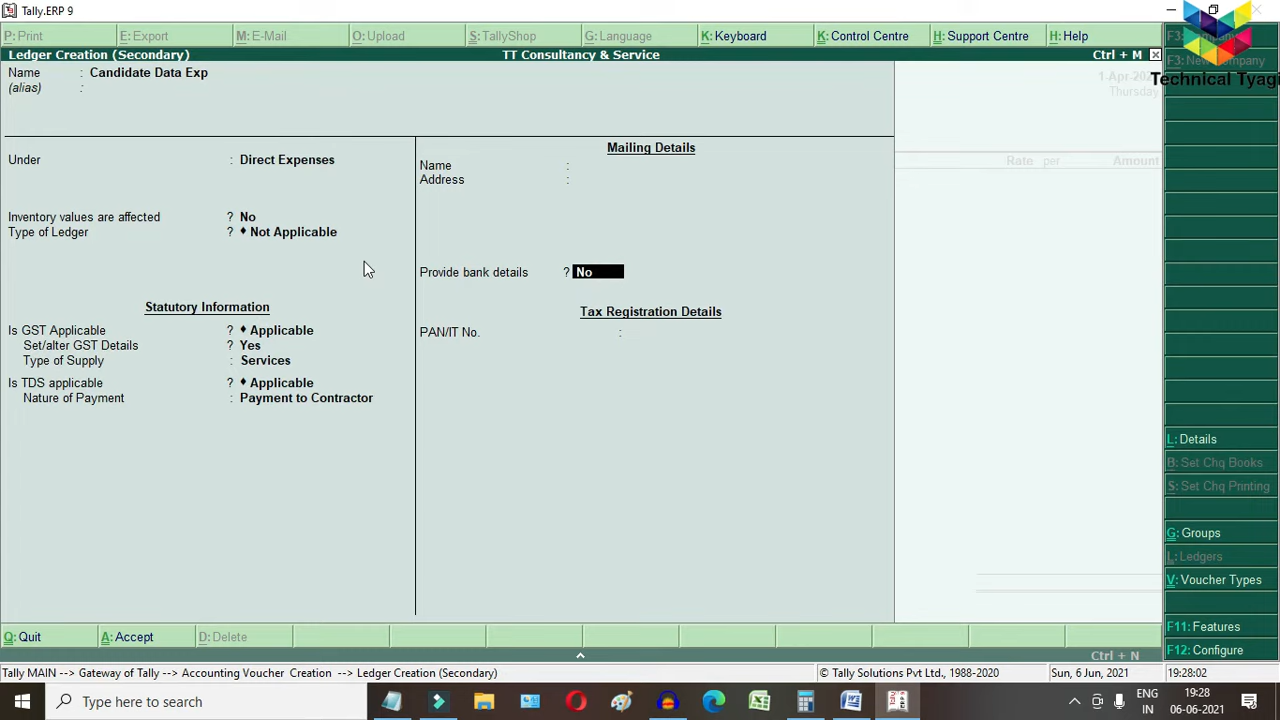 Tally.ERP 9
P: Print E: Export M: E-Mail O: Upload S: TallyShop G: Language K: Keyboard K: Control Centre H: Support Centre H: Help
Ledger Creation (Secondary) TT Consultancy & Service Ctrl + M
Name : Candidate Data Exp
(alias) :
1-Apr-20
Thursday
F3: New Company
Technical Tyagi
Under : Direct Expenses
Inventory values are affected ? No
Type of Ledger ? ♦ Not Applicable
Statutory Information
Is GST Applicable ? ♦ Applicable
Set/alter GST Details ? Yes
Type of Supply : Services
Is TDS applicable ? ♦ Applicable
Nature of Payment : Payment to Contractor
Mailing Details
Name :
Address :
Provide bank details ? No
Tax Registration Details
PAN/IT No. :
Rate per Amount
L: Details
B: Set Chq Books
S: Set Chq Printing
G: Groups
L: Ledgers
V: Voucher Types
F11: Features
F12: Configure
Q: Quit A: Accept D: Delete
Ctrl + N
Tally MAIN --> Gateway of Tally --> Accounting Voucher Creation --> Ledger Creation (Secondary) © Tally Solutions Pvt Ltd., 1988-2020 Sun, 6 Jun, 2021 19:28:02
Type here to search
ENG
IN
19:28
06-06-2021